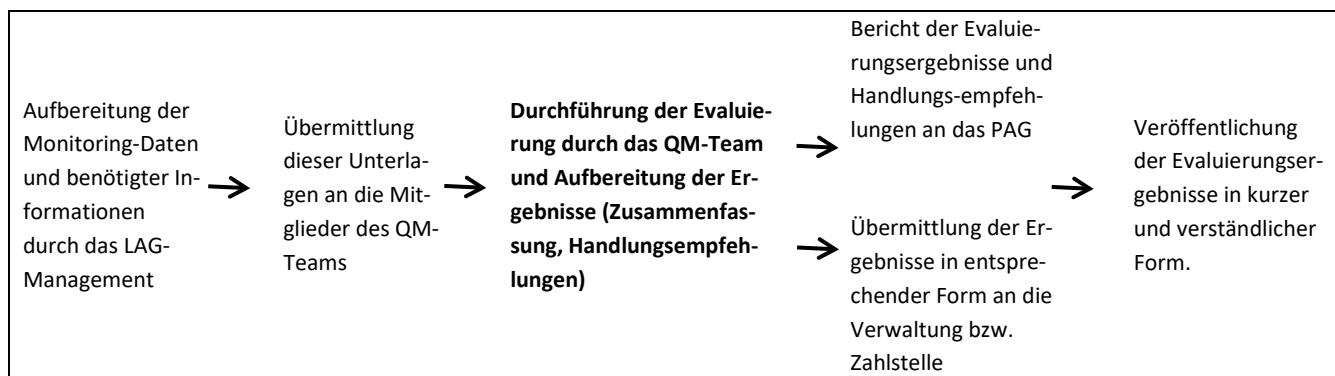 Aufbereitung der
Monitoring-Daten
und benötigter In-
formationen
durch das LAG-
Management
Übermittlung
dieser Unterla-
gen an die Mit-
glieder des QM-
Teams
Durchführung der Evaluie-
rung durch das QM-Team
und Aufbereitung der Er-
gebnisse (Zusammenfas-
sung, Handlungsempfeh-
lungen)
Bericht der Evaluie-
rungsergebnisse und
Handlungs-empfeh-
lungen an das PAG
Übermittlung der Er-
gebnisse in entspre-
chender Form an die
Verwaltung bzw.
Zahlstelle
Veröffentlichung
der Evaluierungser-
gebnisse in kurzer
und verständlicher
Form.